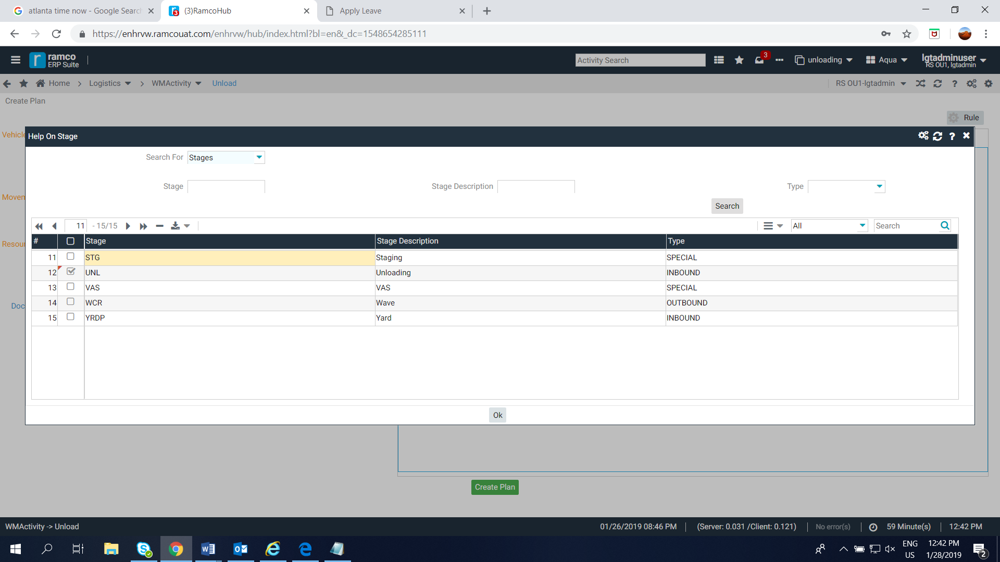 atlanta time now - Google Search
(3)RamcoHub
Apply Leave
https://enhrvw.ramcouat.com/enhrvw/hub/index.html?bl=en&_dc=1548654285111
ramco
ERP Suite
Activity Search
3
unloading
Aqua
lgtadminuser
RS OU1, lgtadmin
Home > Logistics > WMActivity Unload
RS OU1-lgtadmin
Create Plan
Rule
Vehicle
Help On Stage
Search For Stages
Stage
Stage Description
Type
Movem
Search
11 - 15/15
All
Search
# Stage Stage Description Type
Resour
11 STG Staging SPECIAL
12 UNL Unloading INBOUND
13 VAS VAS SPECIAL
14 WCR Wave OUTBOUND
Doc
15 YRDP Yard INBOUND
Ok
Create Plan
WMActivity -> Unload
01/26/2019 08:46 PM
(Server: 0.031 /Client: 0.121)
No error(s)
59 Minute(s)
12:42 PM
ENG
US
12:42 PM
1/28/2019
2